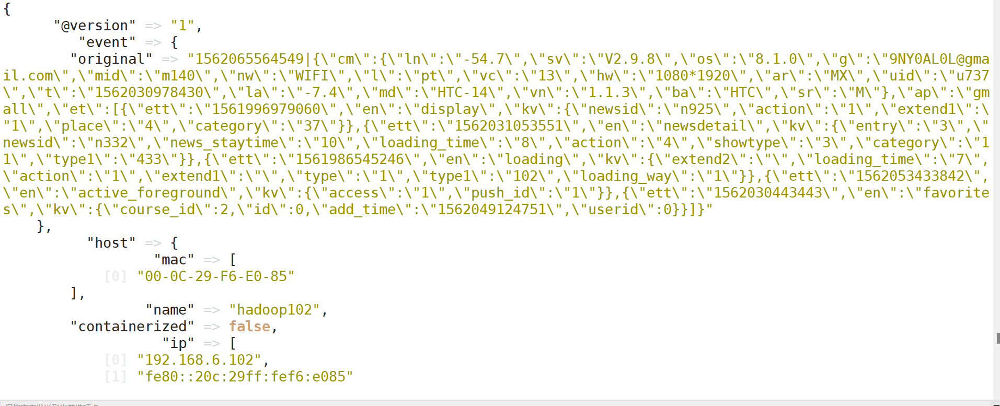 {
"@version" => "1",
"event" => {
"original" => "1562065564549|{\"cm\":{\"ln\":\"-54.7\",\"sv\":\"V2.9.8\",\"os\":\"8.1.0\",\"g\":\"9NY0AL0L@gma
il.com\",\"mid\":\"m140\",\"nw\":\"WIFI\",\"l\":\"pt\",\"vc\":\"13\",\"hw\":\"1080*1920\",\"ar\":\"MX\",\"uid\":\"u737
\",\"t\":\"1562030978430\",\"la\":\"-7.4\",\"md\":\"HTC-14\",\"vn\":\"1.1.3\",\"ba\":\"HTC\",\"sr\":\"M\"},\"ap\":\"gm
all\",\"et\":[{\"ett\":\"1561996979060\",\"en\":\"display\",\"kv\":{\"newsid\":\"n925\",\"action\":\"1\",\"extend1\":\
"1\",\"place\":\"4\",\"category\":\"37\"}},{\"ett\":\"1562031053551\",\"en\":\"newsdetail\",\"kv\":{\"entry\":\"3\",\"
newsid\":\"n332\",\"news_staytime\":\"10\",\"loading_time\":\"8\",\"action\":\"4\",\"showtype\":\"3\",\"category\":\"1
1\",\"type1\":\"433\"}},{\"ett\":\"1561986545246\",\"en\":\"loading\",\"kv\":{\"extend2\":\"\",\"loading_time\":\"7\",
\"action\":\"1\",\"extend1\":\"\",\"type\":\"1\",\"type1\":\"102\",\"loading_way\":\"1\"}},{\"ett\":\"1562053433842\",
\"en\":\"active_foreground\",\"kv\":{\"access\":\"1\",\"push_id\":\"1\"}},{\"ett\":\"1562030443443\",\"en\":\"favorite
s\",\"kv\":{\"course_id\":2,\"id\":0,\"add_time\":\"1562049124751\",\"userid\":0}}]}"
},
"host" => {
"mac" => [
[0] "00-0C-29-F6-E0-85"
],
"name" => "hadoop102",
"containerized" => false,
"ip" => [
[0] "192.168.6.102",
[1] "fe80::20c:29ff:fef6:e085"